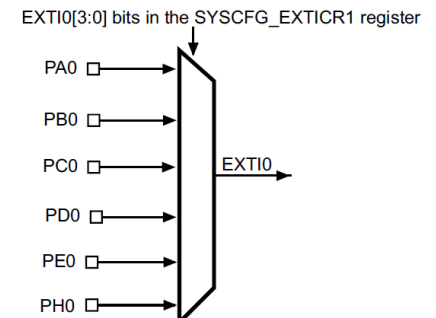 EXTI0[3:0] bits in the SYSCFG_EXTICR1 register
PA0
PB0
PC0
EXTI0
PD0
PE0
PH0